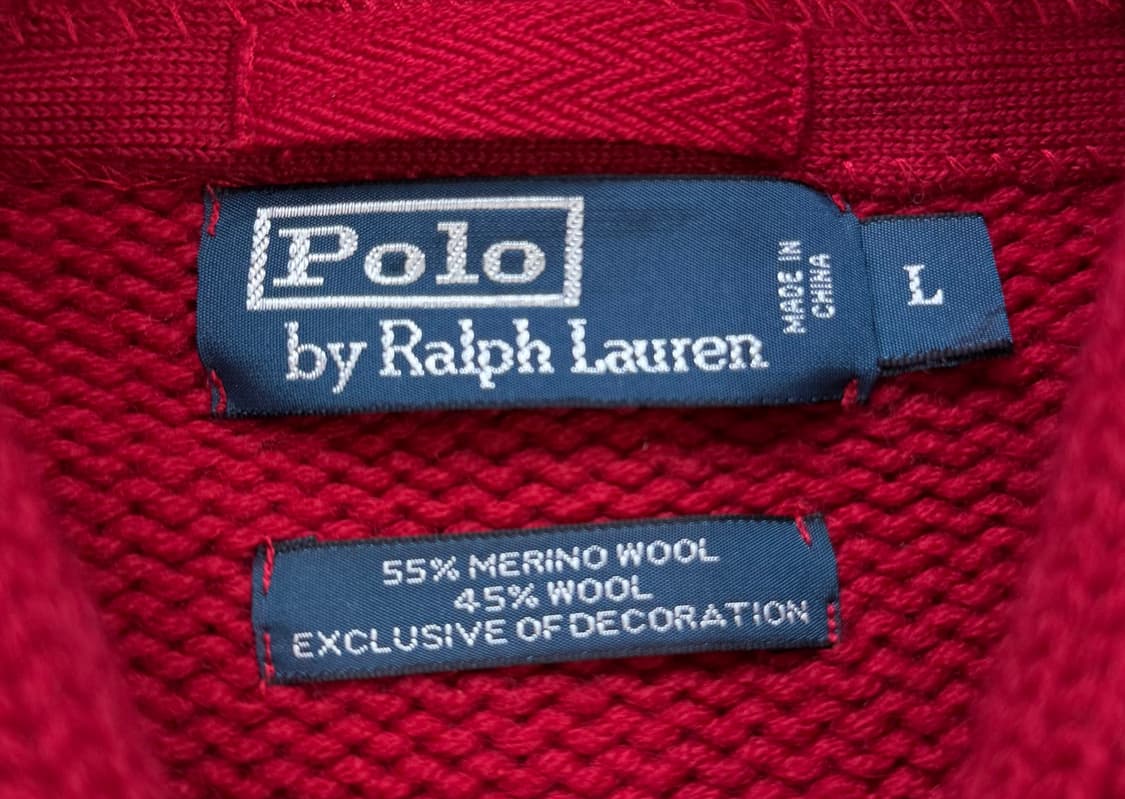 Polo
by Ralph Lauren
MADE IN
CHINA
L
55% MERINO WOOL
45% WOOL
EXCLUSIVE OF DECORATION